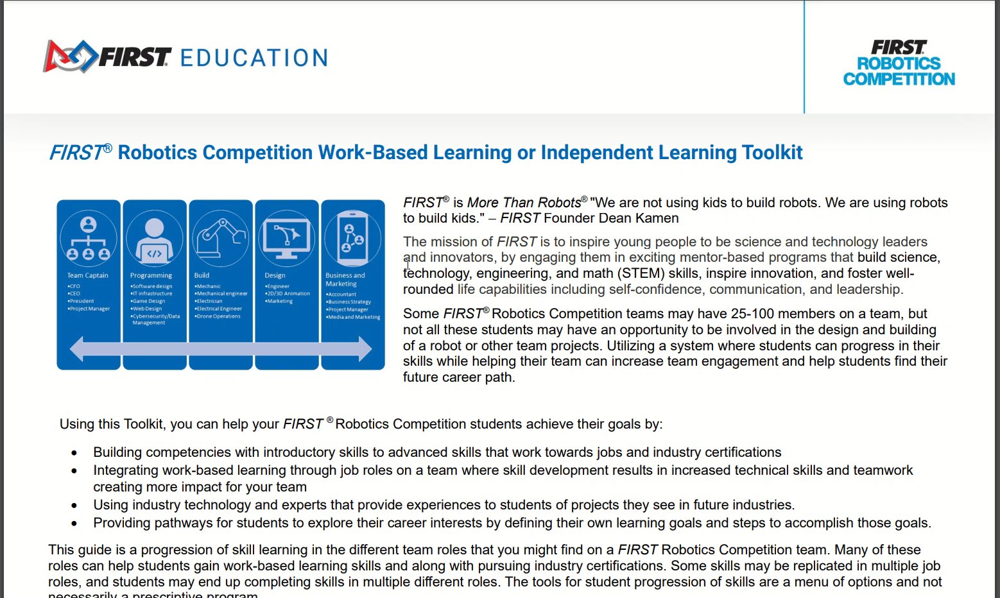 FIRST® EDUCATION
FIRST®
ROBOTICS
COMPETITION
FIRST® Robotics Competition Work-Based Learning or Independent Learning Toolkit
Team Captain
•CFO
•CEO
•President
•Project Manager
Programming
•Software design
•IT infrastructure
•Game Design
•Web Design
•Cybersecurity/Data
Management
Build
•Mechanic
•Mechanical engineer
•Electrician
•Electrical Engineer
•Drone Operations
Design
•Engineer
•2D/3D Animation
•Marketing
Business and
Marketing
•Accountant
•Business Strategy
•Project Manager
•Media and Marketing
FIRST® is More Than Robots® "We are not using kids to build robots. We are using robots
to build kids." – FIRST Founder Dean Kamen
The mission of FIRST is to inspire young people to be science and technology leaders
and innovators, by engaging them in exciting mentor-based programs that build science,
technology, engineering, and math (STEM) skills, inspire innovation, and foster well-
rounded life capabilities including self-confidence, communication, and leadership.
Some FIRST® Robotics Competition teams may have 25-100 members on a team, but
not all these students may have an opportunity to be involved in the design and building
of a robot or other team projects. Utilizing a system where students can progress in their
skills while helping their team can increase team engagement and help students find their
future career path.
Using this Toolkit, you can help your FIRST ® Robotics Competition students achieve their goals by:
• Building competencies with introductory skills to advanced skills that work towards jobs and industry certifications
• Integrating work-based learning through job roles on a team where skill development results in increased technical skills and teamwork
creating more impact for your team
• Using industry technology and experts that provide experiences to students of projects they see in future industries.
• Providing pathways for students to explore their career interests by defining their own learning goals and steps to accomplish those goals.
This guide is a progression of skill learning in the different team roles that you might find on a FIRST Robotics Competition team. Many of these
roles can help students gain work-based learning skills and along with pursuing industry certifications. Some skills may be replicated in multiple job
roles, and students may end up completing skills in multiple different roles. The tools for student progression of skills are a menu of options and not
necessarily a prescriptive program.